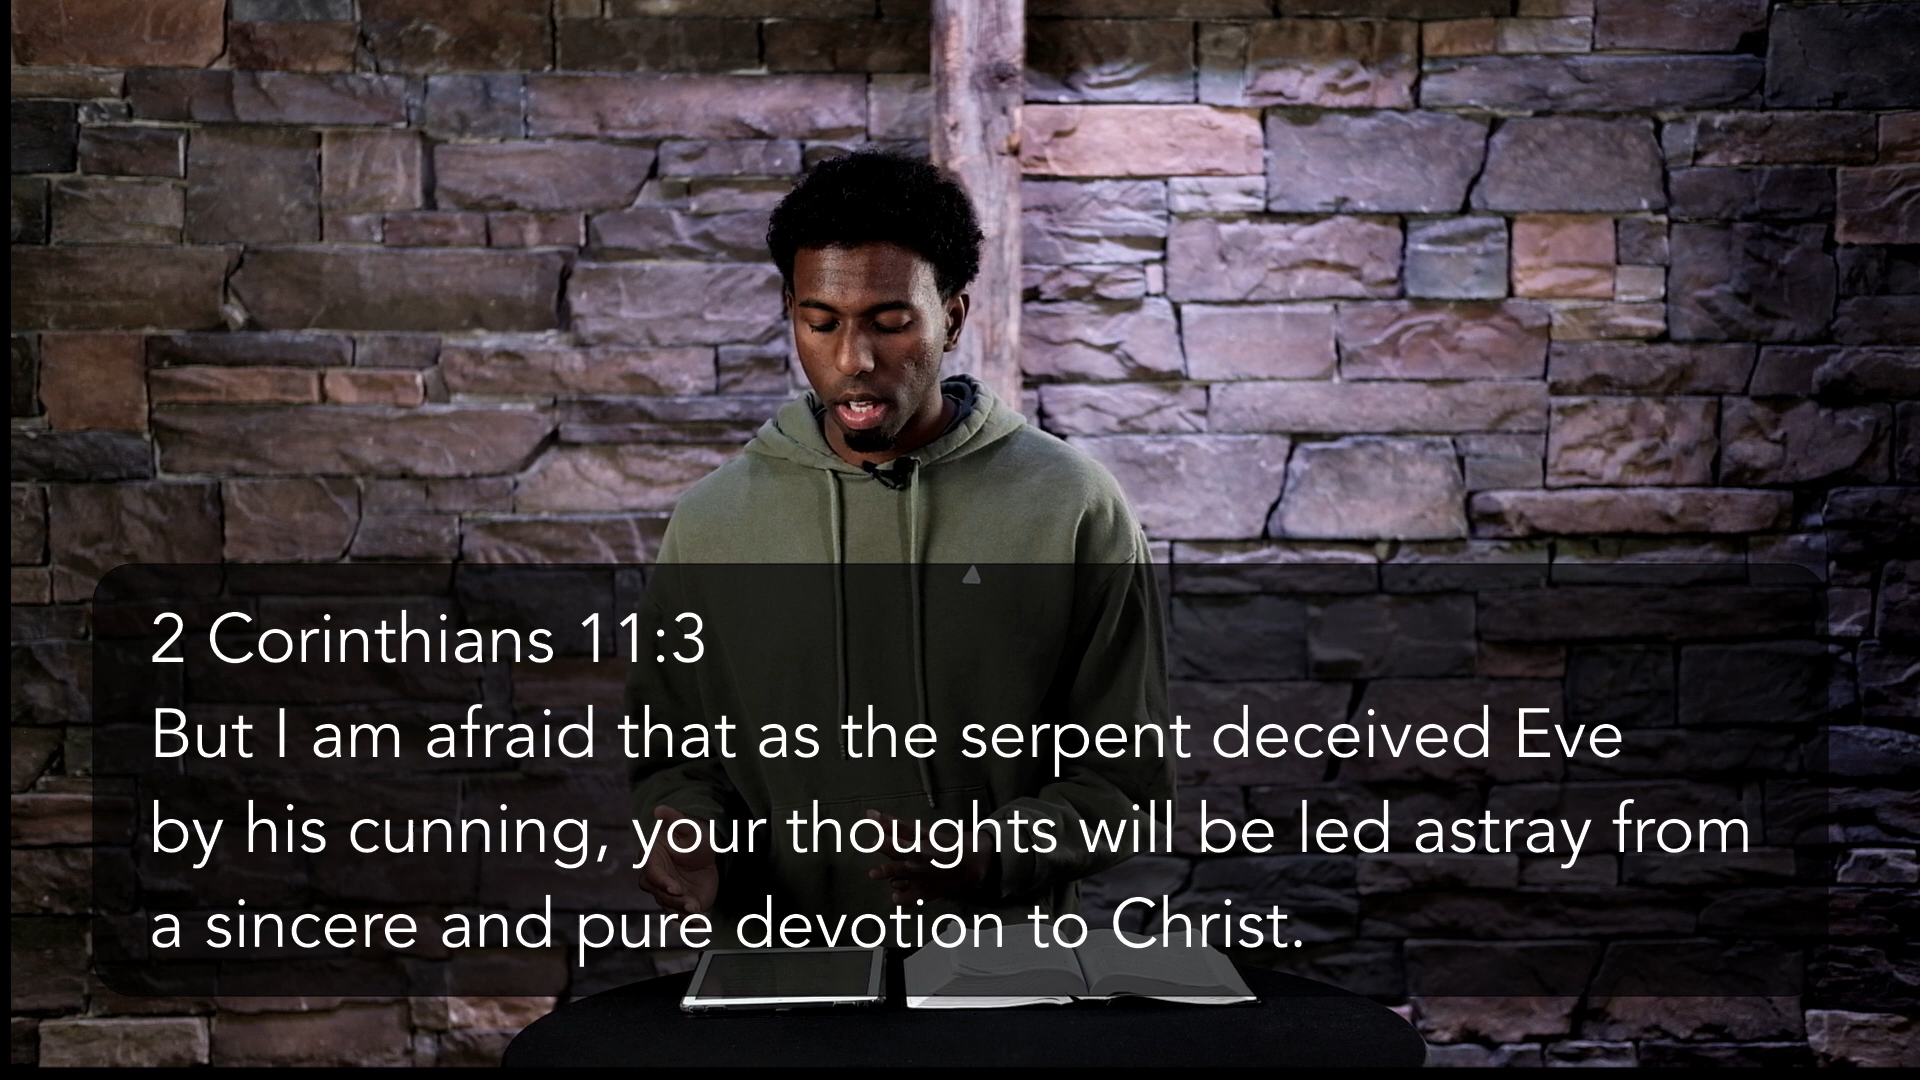 2 Corinthians 11:3
But I am afraid that as the serpent deceived Eve
by his cunning, your thoughts will be led astray from
a sincere and pure devotion to Christ.